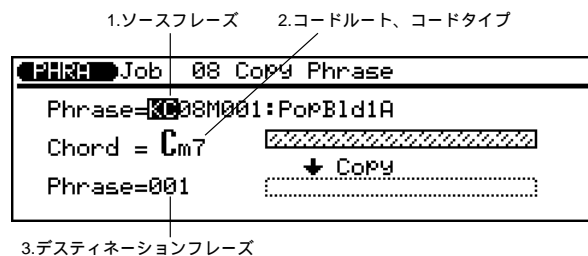 1.ソースフレーズ 2.コードルート、コードタイプ
PHRA Job 08 Copy Phrase
Phrase=KC08M001:PopBld1A
Chord = Cm7
Copy
Phrase=001
3.デスティネーションフレーズ